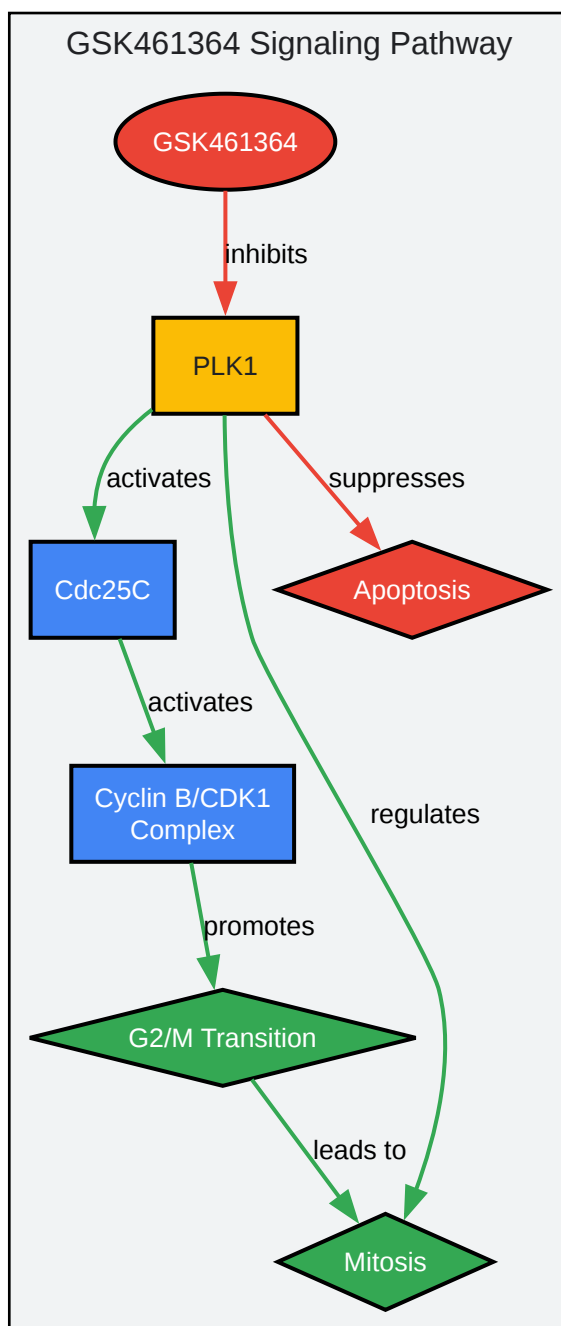 GSK461364 Signaling Pathway
GSK461364
inhibits
PLK1
activates
suppresses
Cdc25C
Apoptosis
activates
Cyclin B/CDK1
Complex
regulates
promotes
G2/M Transition
leads to
Mitosis